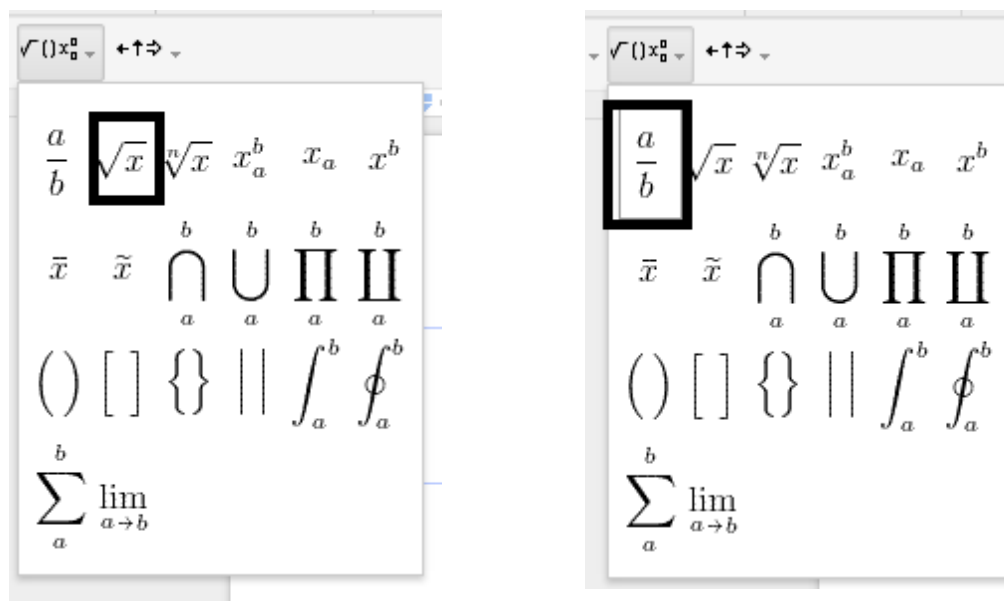 √ () x▫▫ ←↑⇒
a/b √x ⁿ√x x_a^b x_a x^b
x̄ x̃ ⋂_a^b ⋃_a^b ∏_a^b ∐_a^b
( ) [ ] { } | | ∫_a^b ∮_a^b
∑_a^b lim_{a→b}
√ () x▫▫ ←↑⇒
a/b √x ⁿ√x x_a^b x_a x^b
x̄ x̃ ⋂_a^b ⋃_a^b ∏_a^b ∐_a^b
( ) [ ] { } | | ∫_a^b ∮_a^b
∑_a^b lim_{a→b}